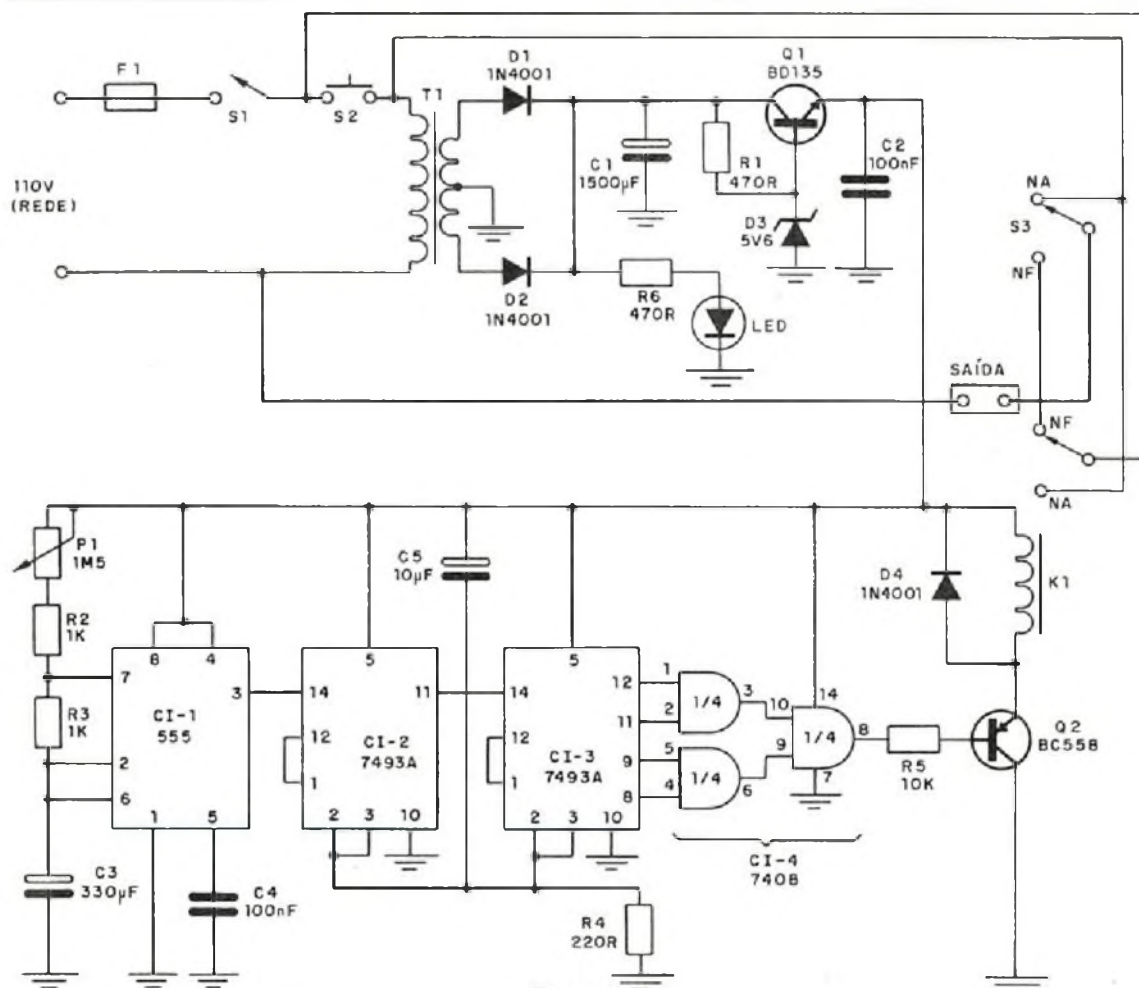 F1
S1
S2
T1
D1
1N4001
Q1
BD135
110V
(REDE)
C1
1500µF
R1
470R
C2
100nF
D3
5V6
D2
1N4001
R6
470R
LED
NA
S3
NF
SAÍDA
NF
NA
P1
1M5
R2
1K
R3
1K
C3
330µF
8
4
7
3
CI-1
555
2
6
1
5
C4
100nF
5
14
11
12
CI-2
7493A
1
2
3
10
C5
10µF
5
14
12
11
12
CI-3
7493A
9
1
8
2
3
10
R4
220R
1
2
1/4
3
5
4
1/4
6
10
9
14
1/4
8
7
CI-4
7408
R5
10K
D4
1N4001
K1
Q2
BC558